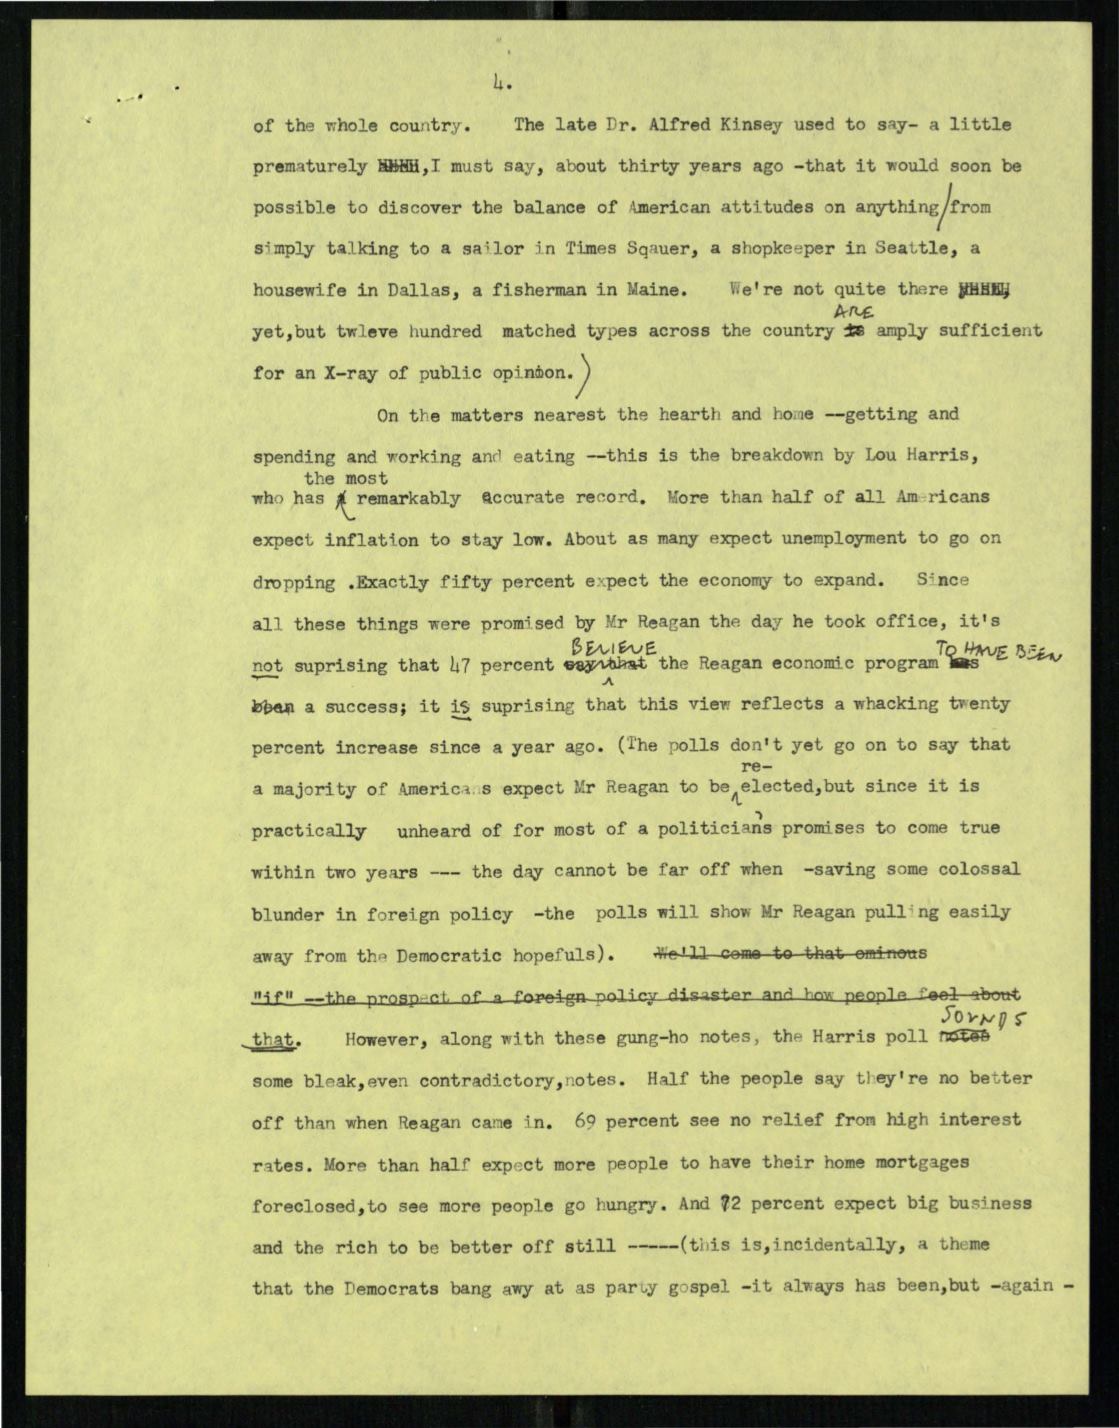 4.
of the whole country. The late Dr. Alfred Kinsey used to say- a little
prematurely ,I must say, about thirty years ago -that it would soon be
possible to discover the balance of American attitudes on anything/from
simply talking to a sailor in Times Sqauer, a shopkeeper in Seattle, a
housewife in Dallas, a fisherman in Maine. We're not quite there
ARE
yet,but twleve hundred matched types across the country is amply sufficient
for an X-ray of public opinion.)
On the matters nearest the hearth and home --getting and
spending and working and eating --this is the breakdown by Lou Harris,
the most
who has a remarkably accurate record. More than half of all Americans
expect inflation to stay low. About as many expect unemployment to go on
dropping .Exactly fifty percent expect the economy to expand. Since
all these things were promised by Mr Reagan the day he took office, it's
BELIEVE TO HAVE BEEN
not suprising that 47 percent say that the Reagan economic program has
been a success; it is suprising that this view reflects a whacking twenty
percent increase since a year ago. (The polls don't yet go on to say that
re-
a majority of Americans expect Mr Reagan to be elected,but since it is
practically unheard of for most of a politician's promises to come true
within two years --- the day cannot be far off when -saving some colossal
blunder in foreign policy -the polls will show Mr Reagan pulling easily
away from the Democratic hopefuls). We'll come to that ominous
"if" --the prospect of a foreign policy disaster and how people feel about
SOUNDS
that. However, along with these gung-ho notes, the Harris poll notes
some bleak,even contradictory,notes. Half the people say they're no better
off than when Reagan came in. 69 percent see no relief from high interest
rates. More than half expect more people to have their home mortgages
foreclosed,to see more people go hungry. And 72 percent expect big business
and the rich to be better off still -----(this is,incidentally, a theme
that the Democrats bang awy at as party gospel -it always has been,but -again -